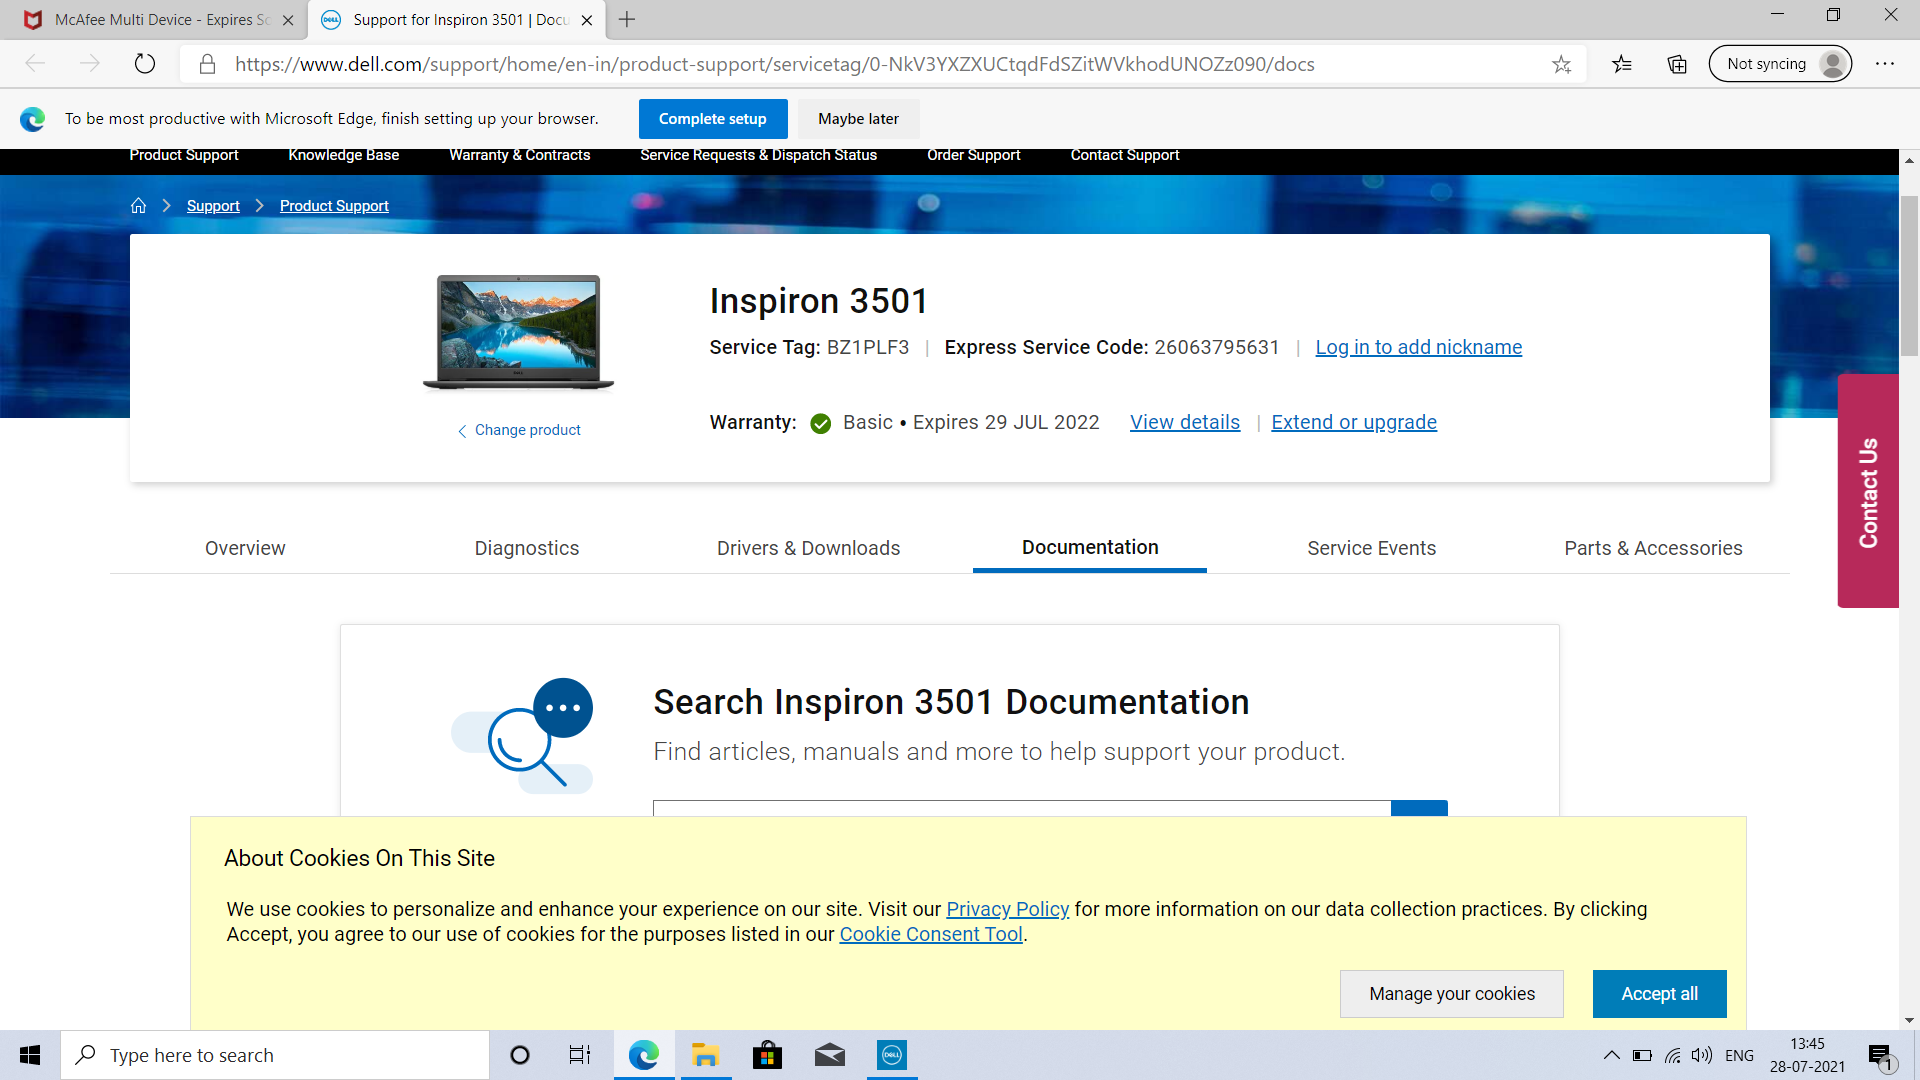 McAfee Multi Device - Expires So
Support for Inspiron 3501 | Docu
https://www.dell.com/support/home/en-in/product-support/servicetag/0-NkV3YXZXUCtqdFdSZitWVkhodUNOZz090/docs
Not syncing
To be most productive with Microsoft Edge, finish setting up your browser.
Complete setup
Maybe later
Product Support Knowledge Base Warranty & Contracts Service Requests & Dispatch Status Order Support Contact Support
Support Product Support
Inspiron 3501
Service Tag: BZ1PLF3 | Express Service Code: 26063795631 | Log in to add nickname
Change product
Warranty: Basic • Expires 29 JUL 2022 View details | Extend or upgrade
Contact Us
Overview Diagnostics Drivers & Downloads Documentation Service Events Parts & Accessories
Search Inspiron 3501 Documentation
Find articles, manuals and more to help support your product.
About Cookies On This Site
We use cookies to personalize and enhance your experience on our site. Visit our Privacy Policy for more information on our data collection practices. By clicking
Accept, you agree to our use of cookies for the purposes listed in our Cookie Consent Tool.
Manage your cookies
Accept all
Type here to search
DELL
ENG
13:45
28-07-2021
1